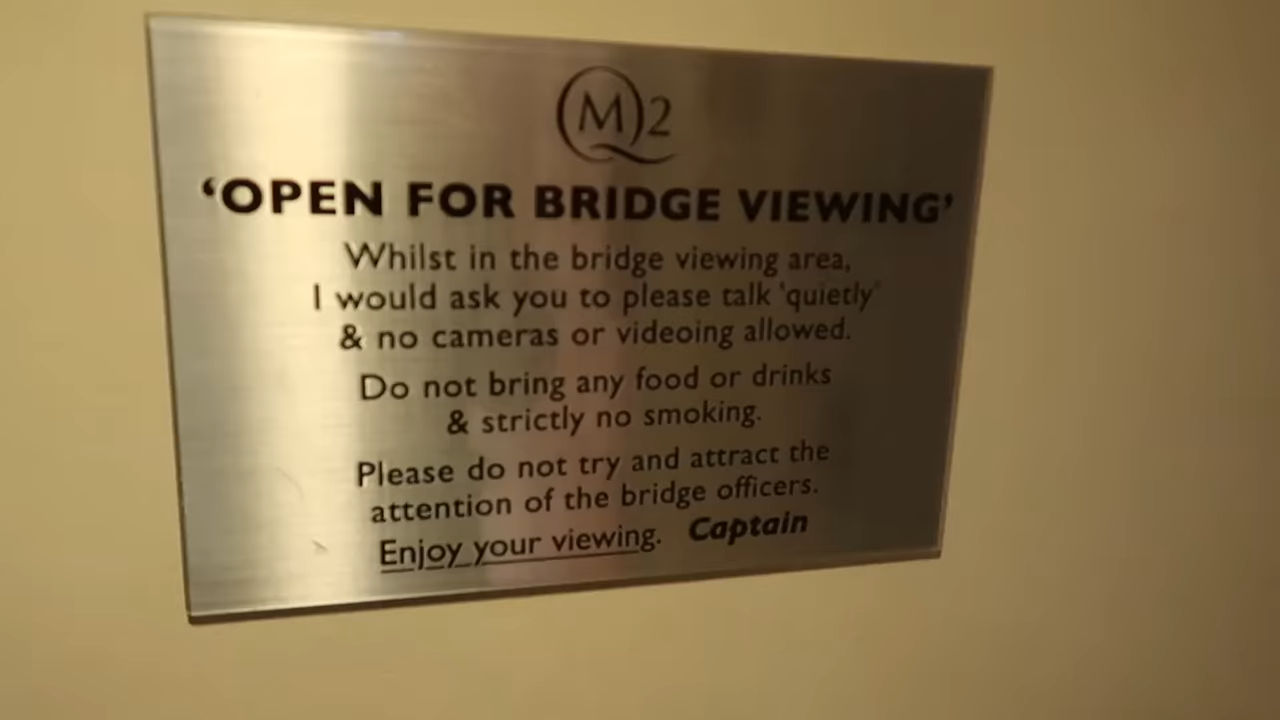 QM2
‘OPEN FOR BRIDGE VIEWING’
Whilst in the bridge viewing area,
I would ask you to please talk 'quietly'
& no cameras or videoing allowed.
Do not bring any food or drinks
& strictly no smoking.
Please do not try and attract the
attention of the bridge officers.
Enjoy your viewing. Captain